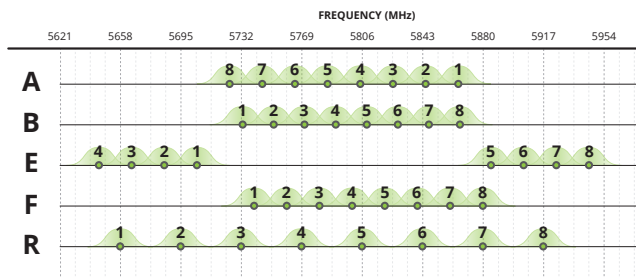 FREQUENCY (MHz)
5621 5658 5695 5732 5769 5806 5843 5880 5917 5954
A 8 7 6 5 4 3 2 1
B 1 2 3 4 5 6 7 8
E 4 3 2 1 5 6 7 8
F 1 2 3 4 5 6 7 8
R 1 2 3 4 5 6 7 8